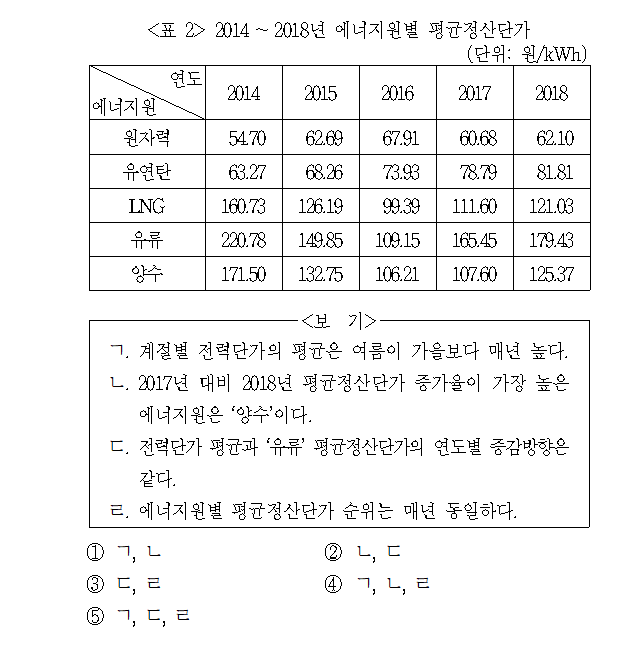 <표 2> 2014 ~ 2018년 에너지원별 평균정산단가
(단위: 원/kWh)
연도
에너지원 2014 2015 2016 2017 2018
원자력 54.70 62.69 67.91 60.68 62.10
유연탄 63.27 68.26 73.93 78.79 81.81
LNG 160.73 126.19 99.39 111.60 121.03
유류 220.78 149.85 109.15 165.45 179.43
양수 171.50 132.75 106.21 107.60 125.37
<보 기>
ㄱ. 계절별 전력단가의 평균은 여름이 가을보다 매년 높다.
ㄴ. 2017년 대비 2018년 평균정산단가 증가율이 가장 높은
에너지원은 ‘양수’이다.
ㄷ. 전력단가 평균과 ‘유류’ 평균정산단가의 연도별 증감방향은
같다.
ㄹ. 에너지원별 평균정산단가 순위는 매년 동일하다.
① ㄱ, ㄴ ② ㄴ, ㄷ
③ ㄷ, ㄹ ④ ㄱ, ㄴ, ㄹ
⑤ ㄱ, ㄷ, ㄹ